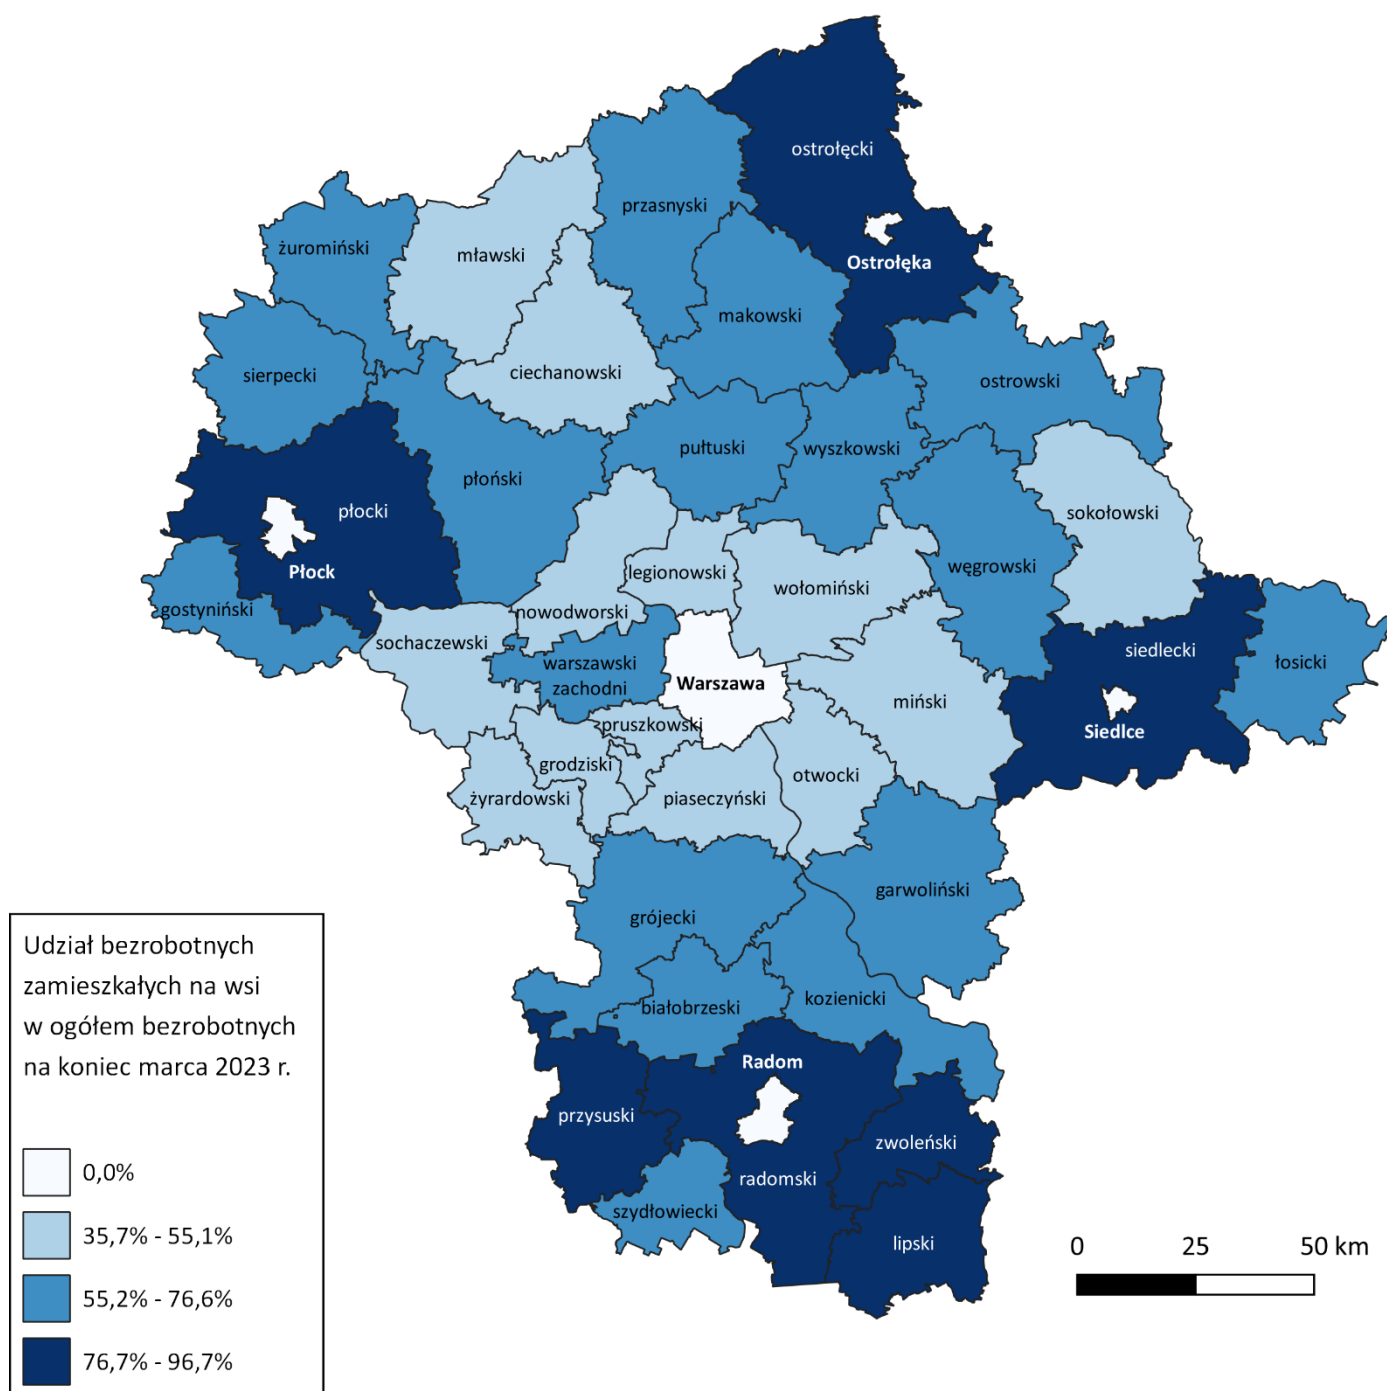 ostrołęcki
przasnyski
Ostrołęka
żuromiński
mławski
makowski
ciechanowski
sierpecki
ostrowski
pułtuski
wyszkowski
płoński
płocki
sokołowski
Płock
legionowski
węgrowski
wołomiński
gostyniński
nowodworski
sochaczewski
siedlecki
warszawski
zachodni
łosicki
Warszawa
miński
pruszkowski
Siedlce
grodziski
otwocki
żyrardowski
piaseczyński
garwoliński
grójecki
kozienicki
białobrzeski
Radom
przysuski
zwoleński
radomski
szydłowiecki
lipski
Udział bezrobotnych
zamieszkałych na wsi
w ogółem bezrobotnych
na koniec marca 2023 r.
0,0%
35,7% - 55,1%
55,2% - 76,6%
76,7% - 96,7%
0 25 50 km